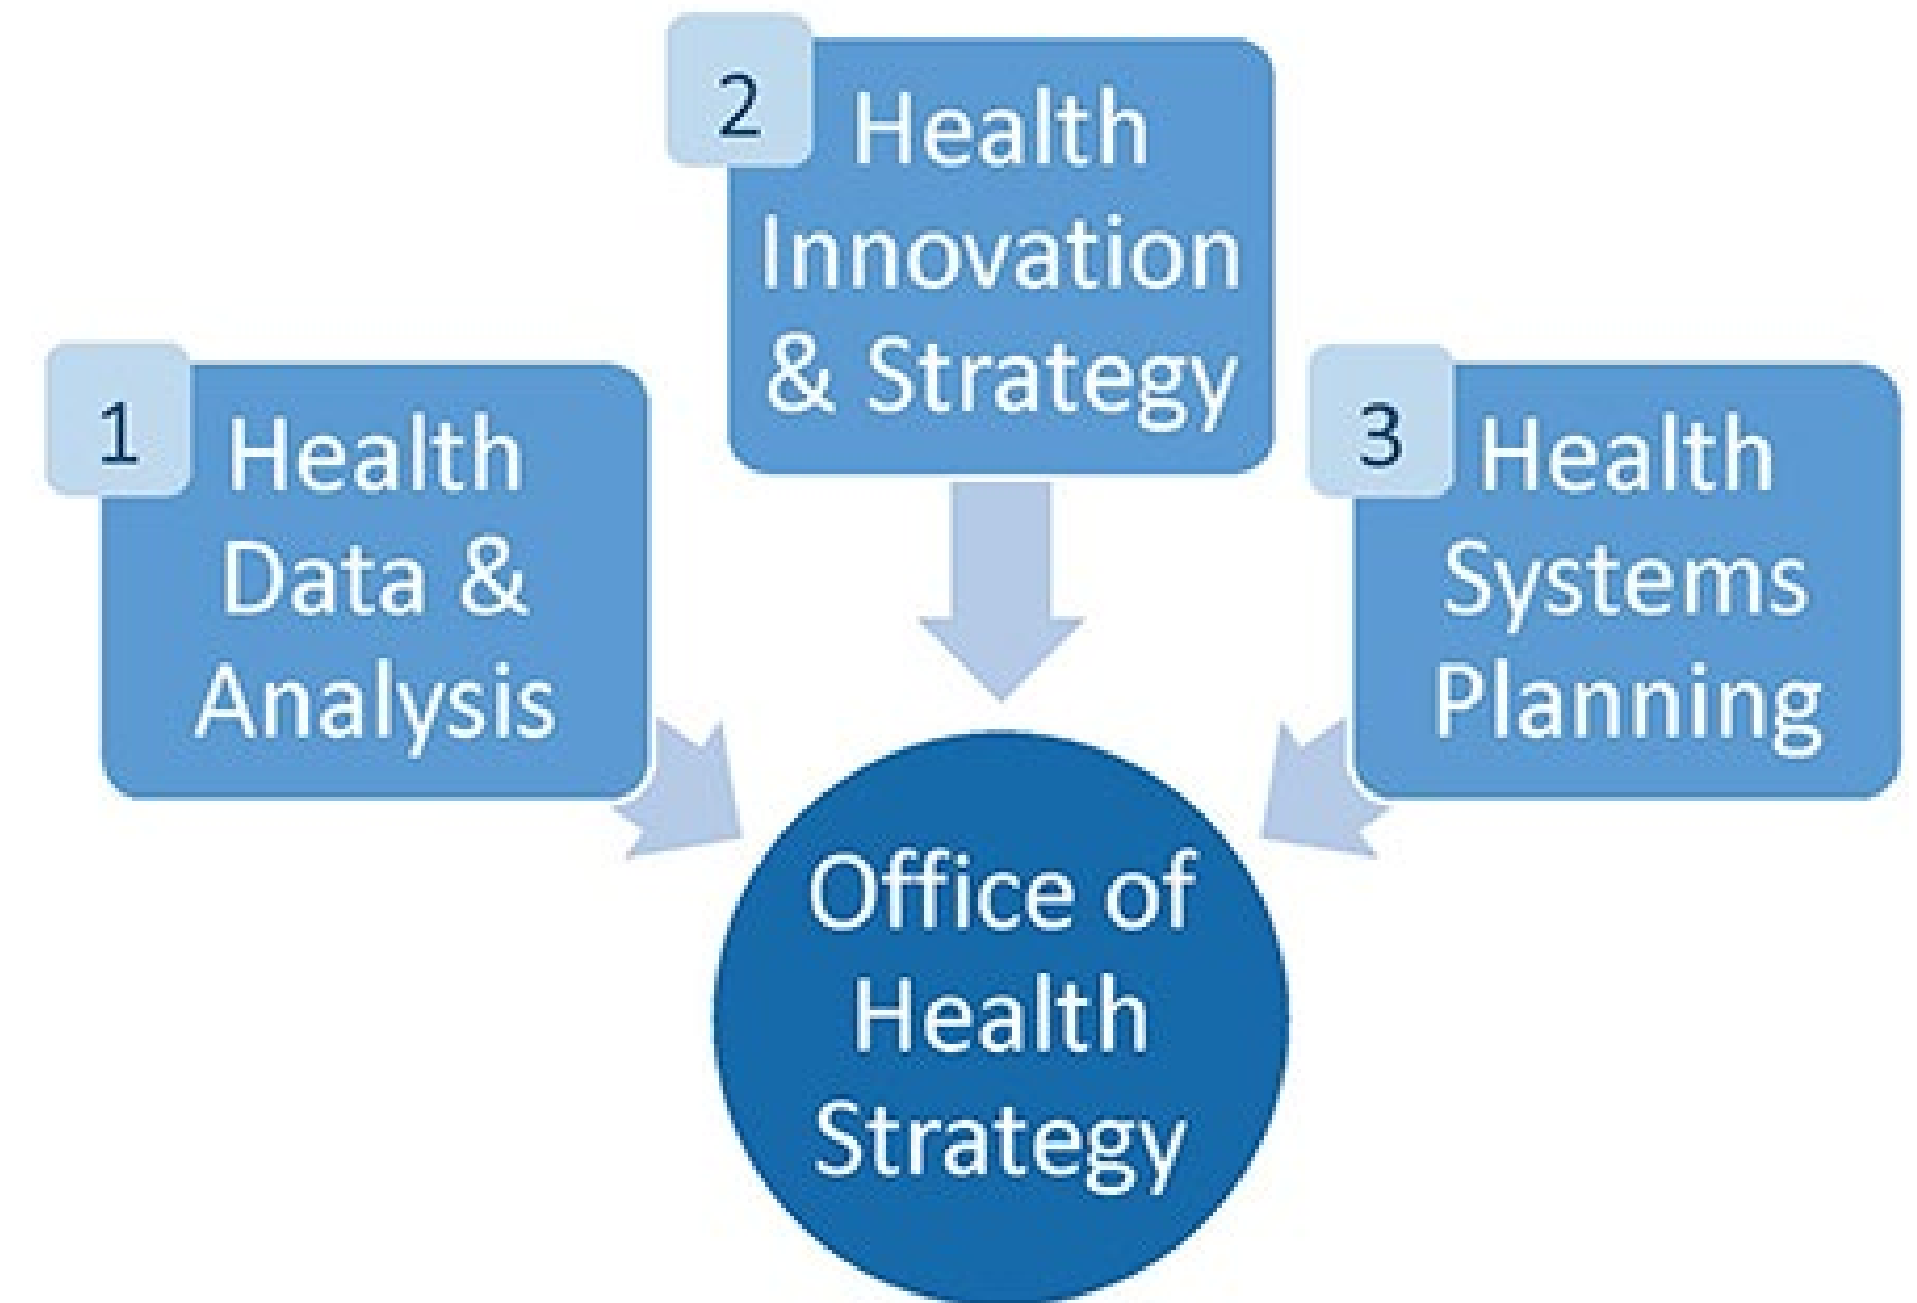 1
Health
Data &
Analysis
2
Health
Innovation
& Strategy
3
Health
Systems
Planning
Office of
Health
Strategy